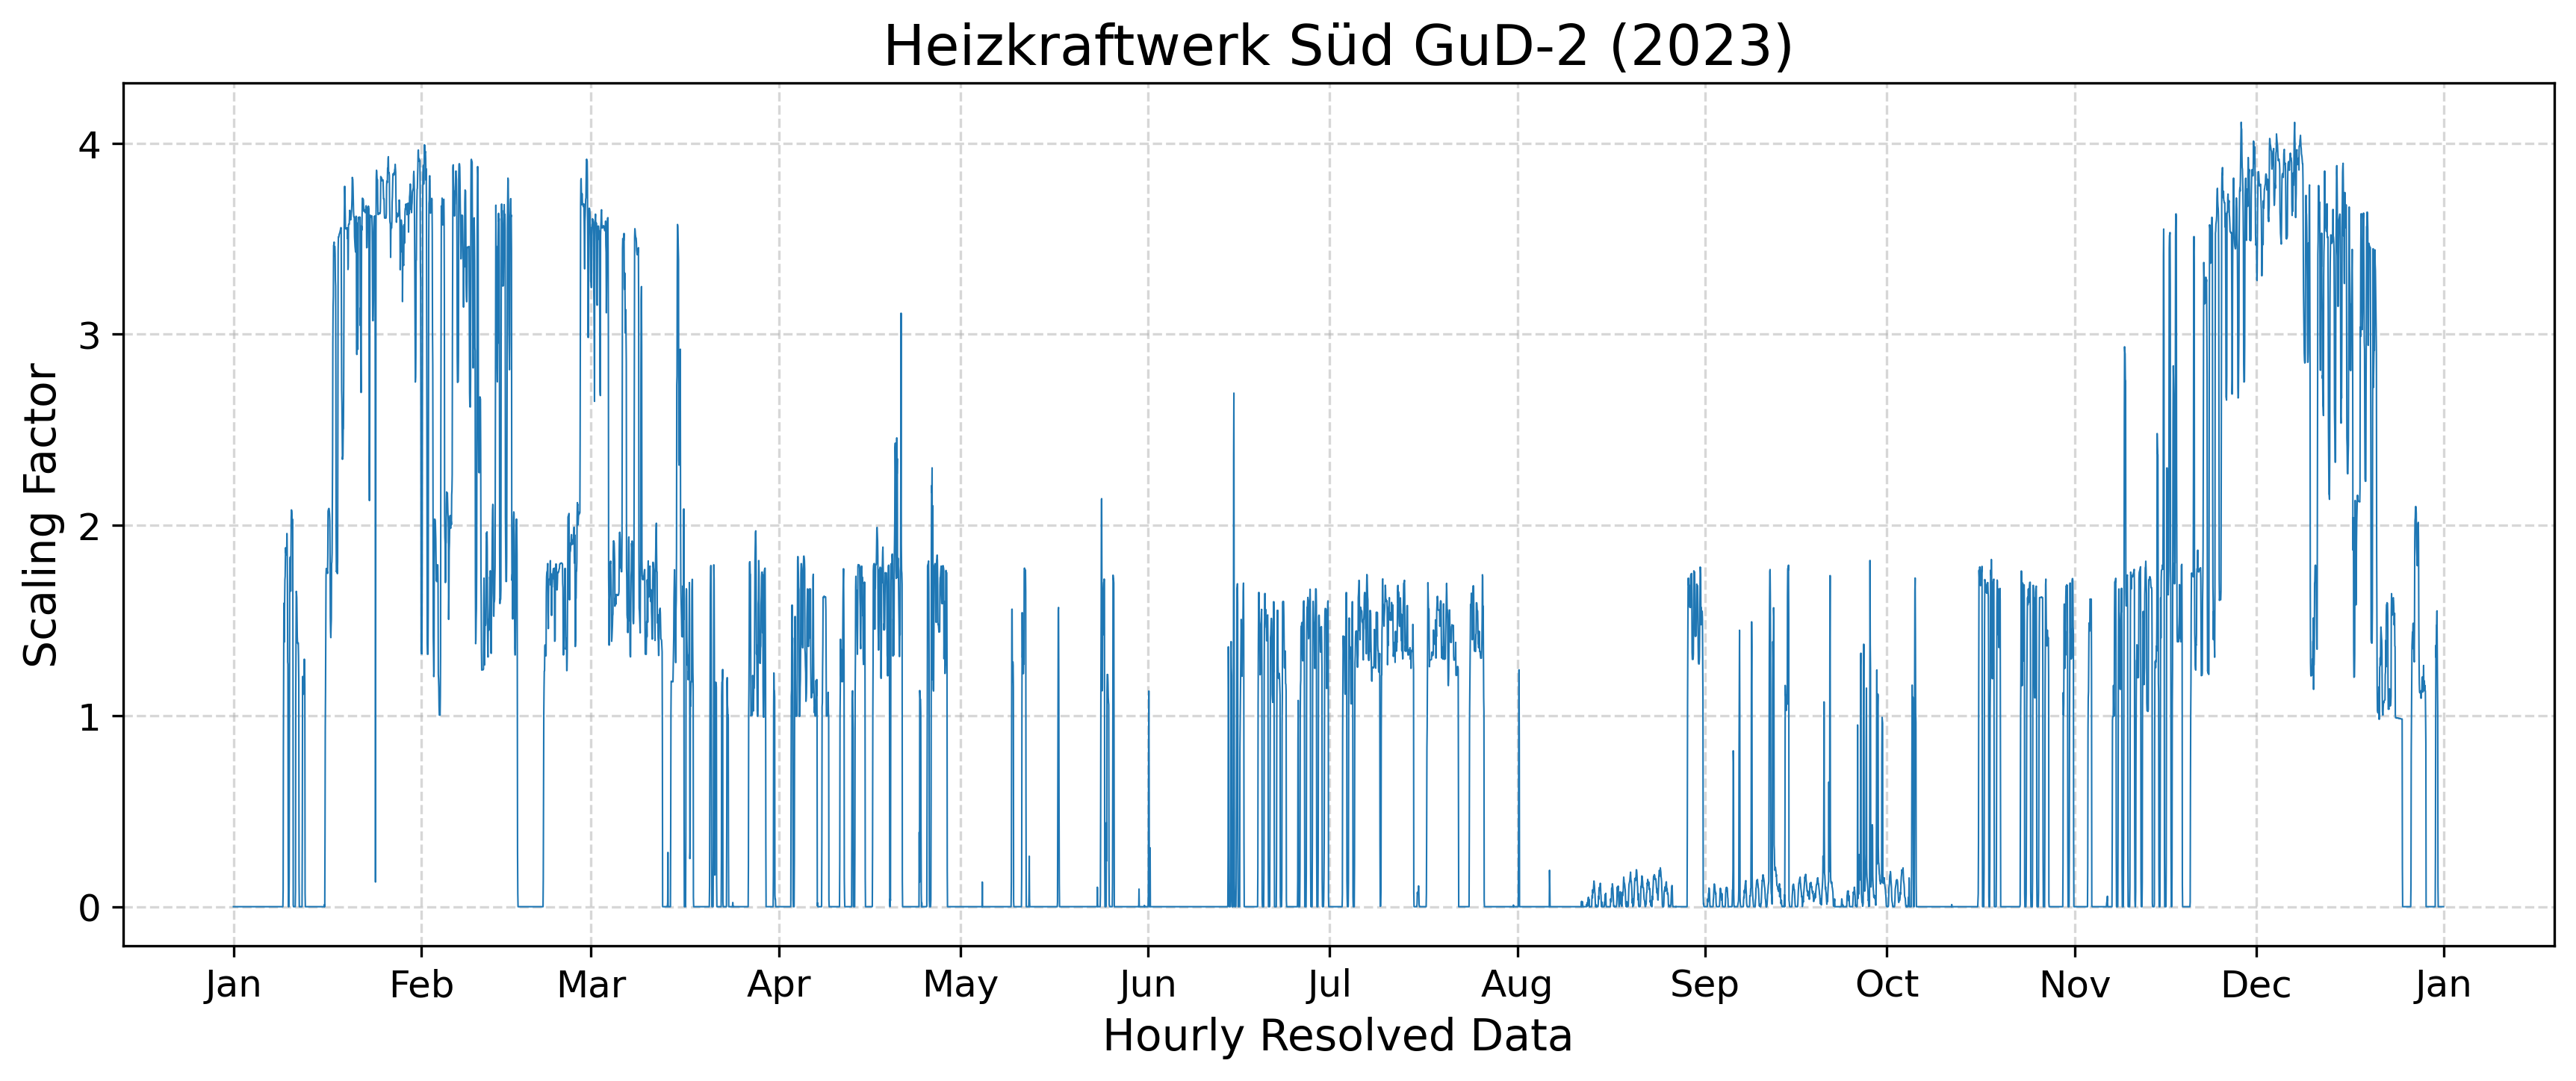 Heizkraftwerk Süd GuD-2 (2023)
Scaling Factor
4
3
2
1
0
Jan Feb Mar Apr May Jun Jul Aug Sep Oct Nov Dec Jan
Hourly Resolved Data